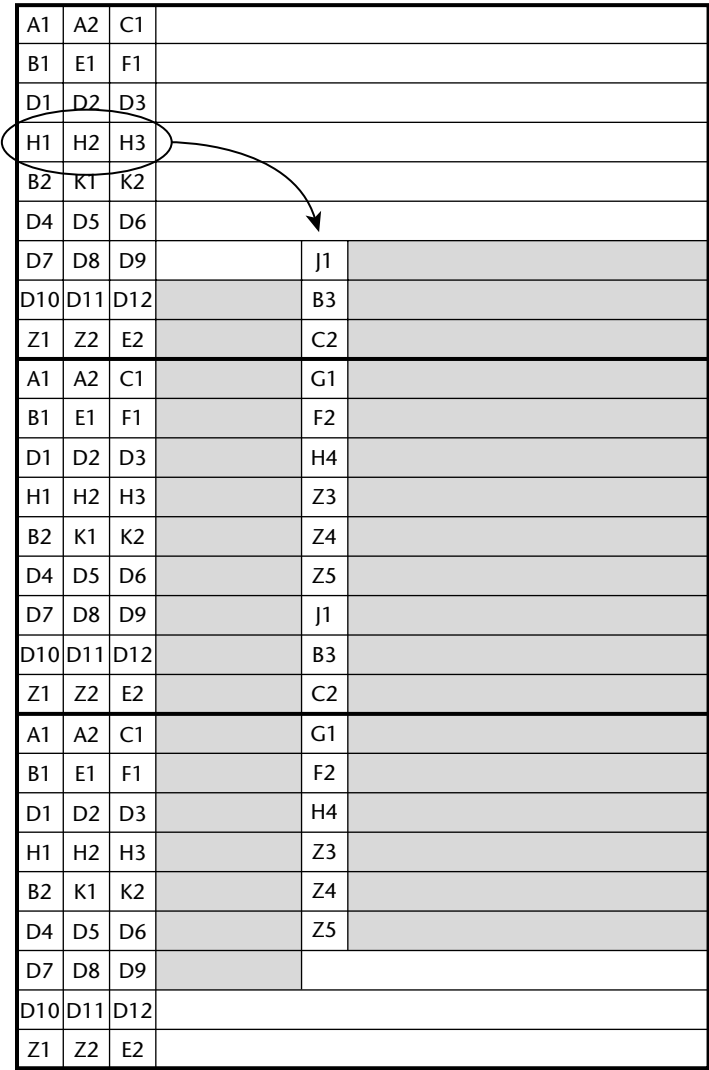 A1 A2 C1
B1 E1 F1
D1 D2 D3
H1 H2 H3
B2 K1 K2
D4 D5 D6
D7 D8 D9 J1
D10 D11 D12 B3
Z1 Z2 E2 C2
A1 A2 C1 G1
B1 E1 F1 F2
D1 D2 D3 H4
H1 H2 H3 Z3
B2 K1 K2 Z4
D4 D5 D6 Z5
D7 D8 D9 J1
D10 D11 D12 B3
Z1 Z2 E2 C2
A1 A2 C1 G1
B1 E1 F1 F2
D1 D2 D3 H4
H1 H2 H3 Z3
B2 K1 K2 Z4
D4 D5 D6 Z5
D7 D8 D9
D10 D11 D12
Z1 Z2 E2